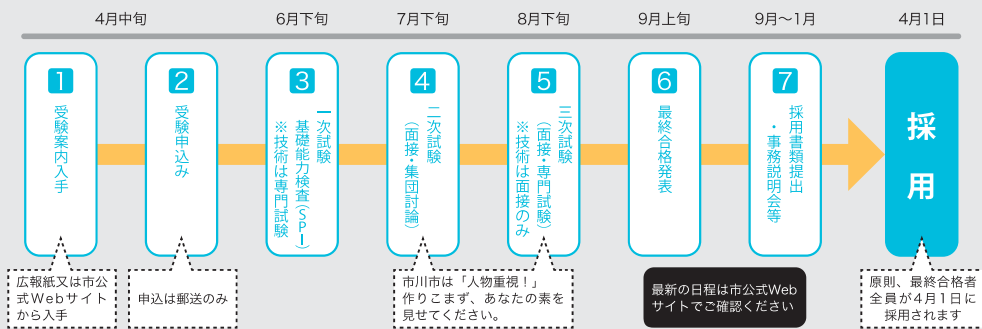 4月中旬
6月下旬
7月下旬
8月下旬
9月上旬
9月〜1月
4月1日
1
受験案内入手
2
受験申込み
3
一次試験
基礎能力検査(SPI)
※技術は専門試験
4
二次試験
(面接・集団討論)
5
三次試験
(面接・専門試験)
※技術は面接のみ
6
最終合格発表
7
採用書類提出
・事務説明会等
採用
広報紙又は市公
式Webサイト
から入手
申込は郵送のみ
市川市は「人物重視!」
作りこまず、あなたの素を
見せてください。
最新の日程は市公式Web
サイトでご確認ください
原則、最終合格者
全員が4月1日に
採用されます